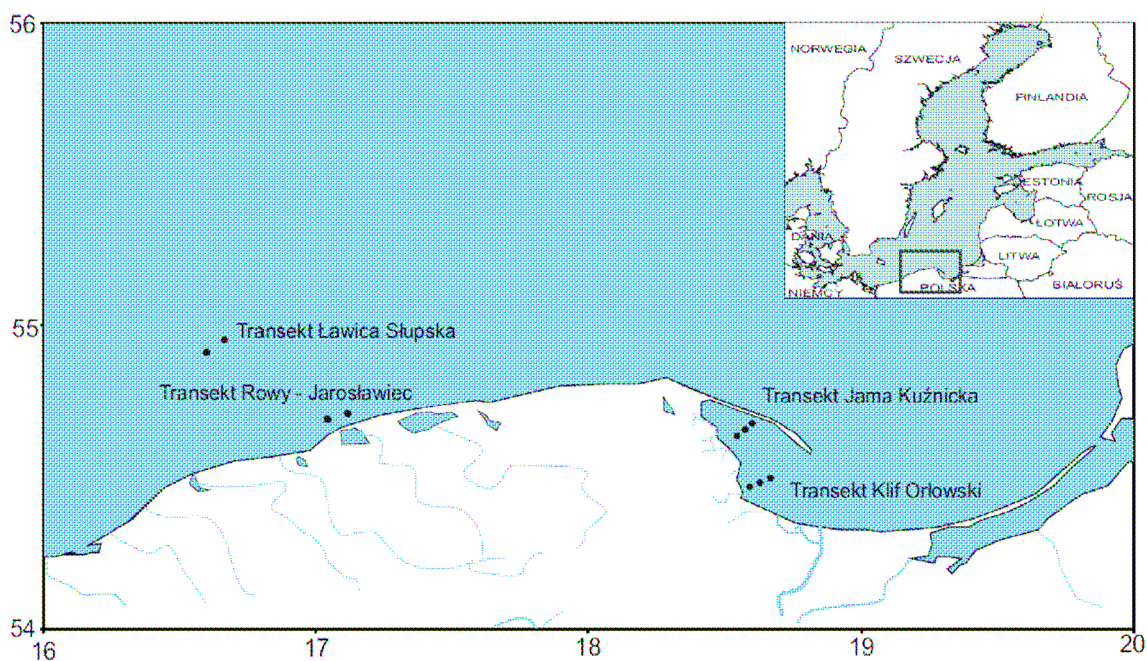 56
NORWEGIA
SZWECJA
FINLANDIA
ESTONIA
ROSJA
ŁOTWA
DANIA
LITWA
NIEMCY
POLSKA
BIAŁORUŚ
55
Transekt Ławica Słupska
Transekt Rowy - Jarosławiec
Transekt Jama Kuźnicka
Transekt Klif Orłowski
54
16
17
18
19
20